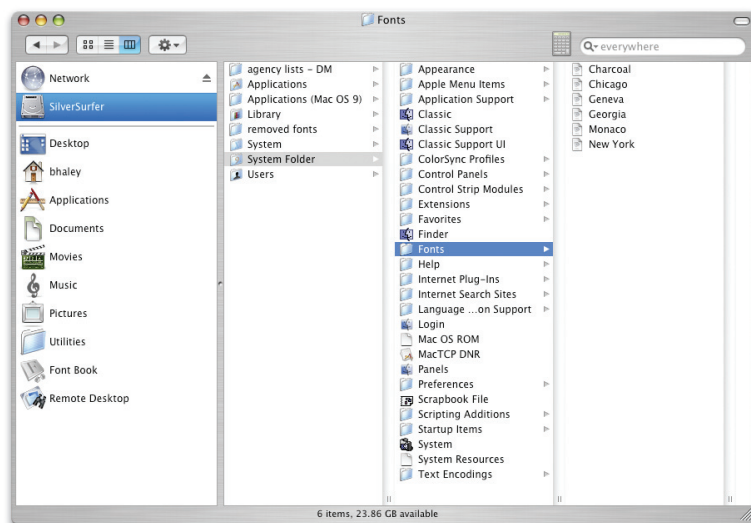 Fonts
everywhere
Network
SilverSurfer
Desktop
bhaley
Applications
Documents
Movies
Music
Pictures
Utilities
Font Book
Remote Desktop
agency lists – DM
Applications
Applications (Mac OS 9)
Library
removed fonts
System
System Folder
Users
Appearance
Apple Menu Items
Application Support
Classic
Classic Support
Classic Support UI
ColorSync Profiles
Control Panels
Control Strip Modules
Extensions
Favorites
Finder
Fonts
Help
Internet Plug-Ins
Internet Search Sites
Language ...on Support
Login
Mac OS ROM
MacTCP DNR
Panels
Preferences
Scrapbook File
Scripting Additions
Startup Items
System
System Resources
Text Encodings
Charcoal
Chicago
Geneva
Georgia
Monaco
New York
6 items, 23.86 GB available